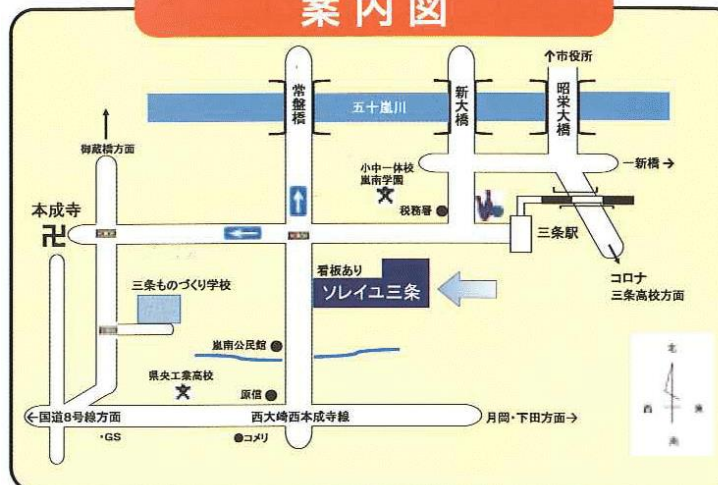 案内図
↑市役所
常盤橋
五十嵐川
新大橋
昭栄大橋
御蔵橋方面
小中一体校
嵐南学園
一新橋→
税務署
本成寺
三条駅
看板あり
ソレイユ三条
コロナ
三条高校方面
三条ものづくり学校
嵐南公民館
県央工業高校
原信
←国道8号線方面
西大崎西本成寺線
月岡・下田方面→
・GS
コメリ
北
西
東
南